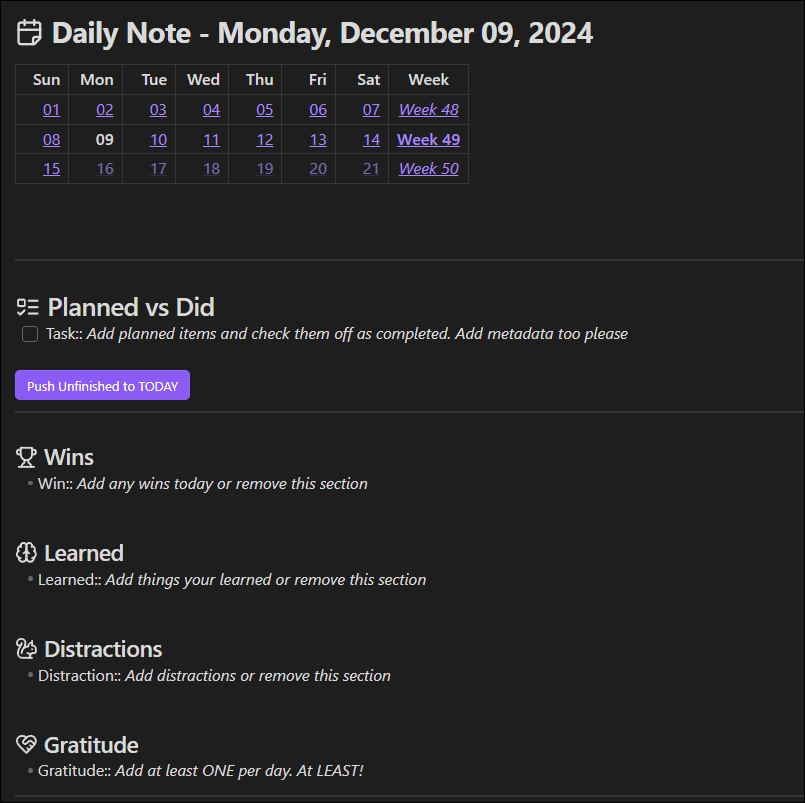 Daily Note - Monday, December 09, 2024
Sun Mon Tue Wed Thu Fri Sat Week
01 02 03 04 05 06 07 Week 48
08 09 10 11 12 13 14 Week 49
15 16 17 18 19 20 21 Week 50
Planned vs Did
Task:: Add planned items and check them off as completed. Add metadata too please
Push Unfinished to TODAY
Wins
Win:: Add any wins today or remove this section
Learned
Learned:: Add things your learned or remove this section
Distractions
Distraction:: Add distractions or remove this section
Gratitude
Gratitude:: Add at least ONE per day. At LEAST!